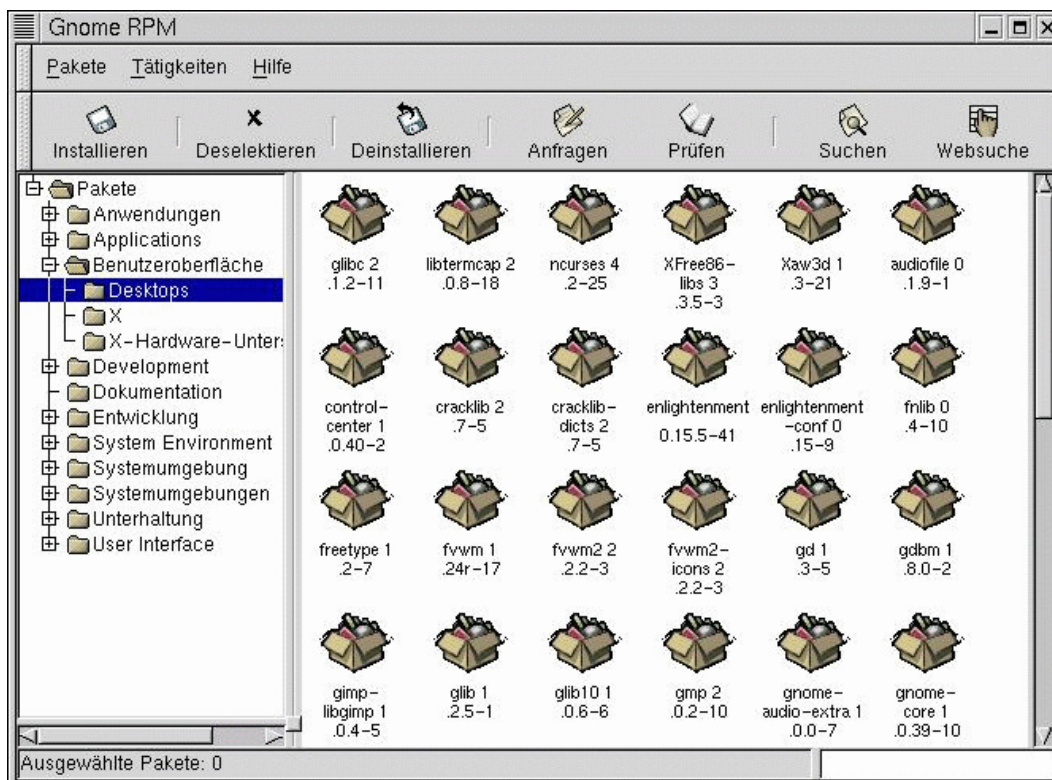 Gnome RPM
Pakete Tätigkeiten Hilfe
Installieren Deselektieren Deinstallieren Anfragen Prüfen Suchen Websuche
Pakete
Anwendungen
Applications
Benutzeroberfläche
Desktops
X
X-Hardware-Unters
Development
Dokumentation
Entwicklung
System Environment
Systemumgebung
Systemumgebungen
Unterhaltung
User Interface
glibc 2
.1.2-11
libtermcap 2
.0.8-18
ncurses 4
.2-25
XFree86-
libs 3
.3.5-3
Xaw3d 1
.3-21
audiofile 0
.1.9-1
control-
center 1
.0.40-2
cracklib 2
.7-5
cracklib-
dicts 2
.7-5
enlightenment
0.15.5-41
enlightenment
-conf 0
.15-9
fnlib 0
.4-10
freetype 1
.2-7
fvwm 1
.24r-17
fvwm2 2
.2.2-3
fvwm2-
icons 2
.2.2-3
gd 1
.3-5
gdbm 1
.8.0-2
gimp-
libgimp 1
.0.4-5
glib 1
.2.5-1
glib10 1
.0.6-6
gmp 2
.0.2-10
gnome-
audio-extra 1
.0.0-7
gnome-
core 1
.0.39-10
Ausgewählte Pakete: 0